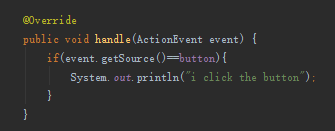 @Override
public void handle(ActionEvent event) {
    if(event.getSource()==button){
        System.out.println("i click the button");
    }
}